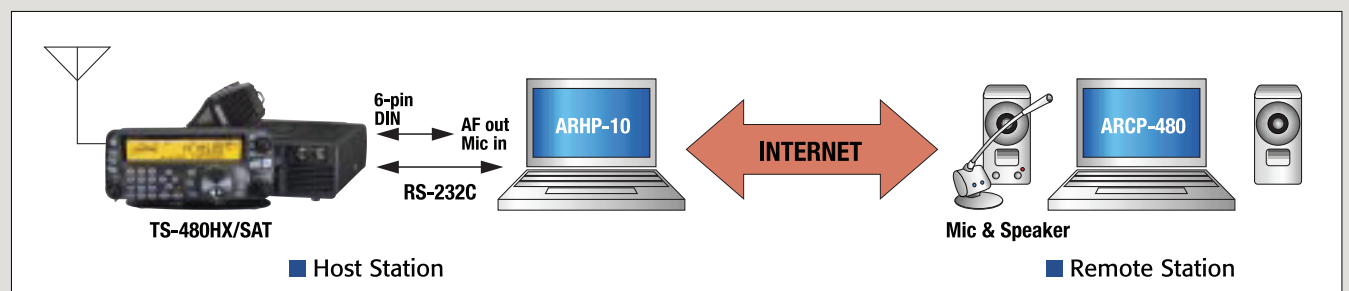 6-pin
DIN
AF out
Mic in
RS-232C
ARHP-10
INTERNET
ARCP-480
TS-480HX/SAT
Mic & Speaker
Host Station
Remote Station